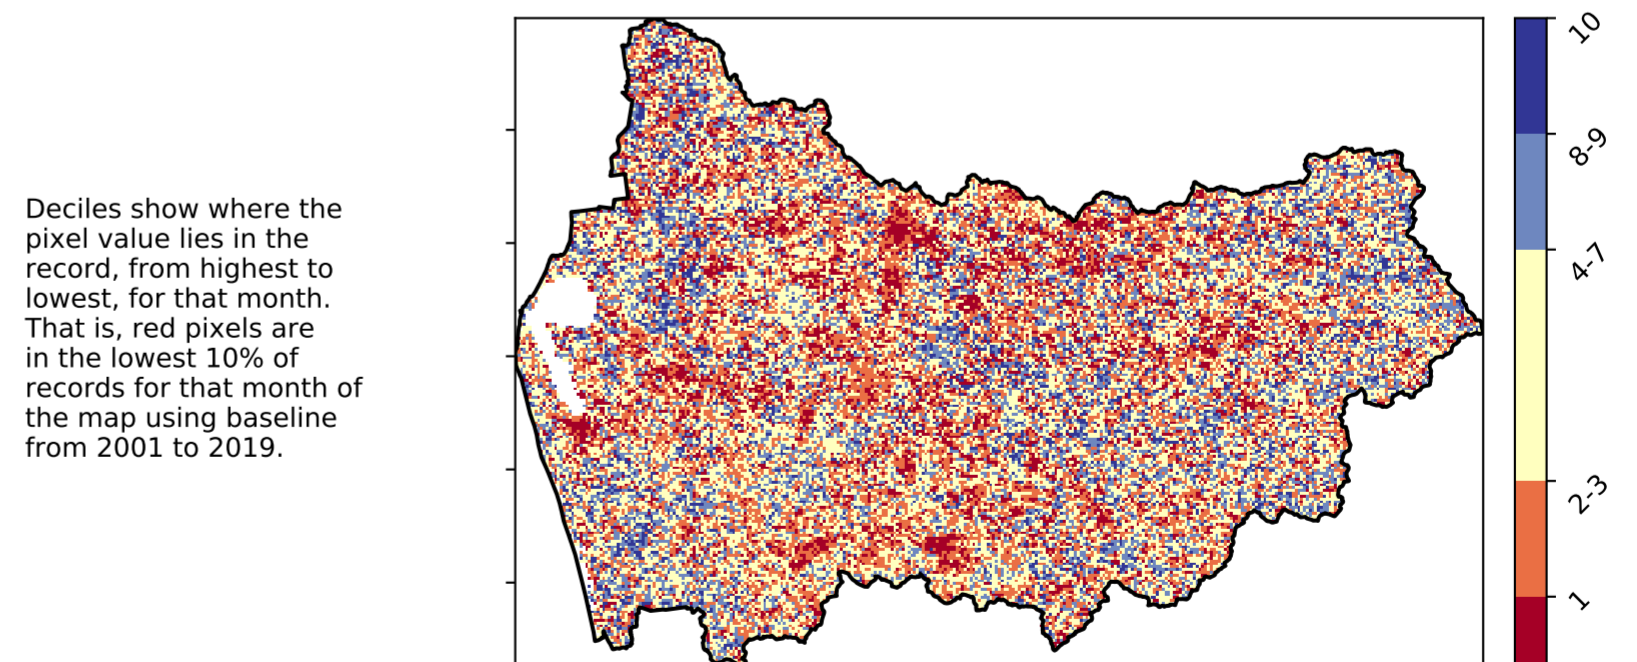 Deciles show where the
pixel value lies in the
record, from highest to
lowest, for that month.
That is, red pixels are
in the lowest 10% of
records for that month of
the map using baseline
from 2001 to 2019.
10
8-9
4-7
2-3
1